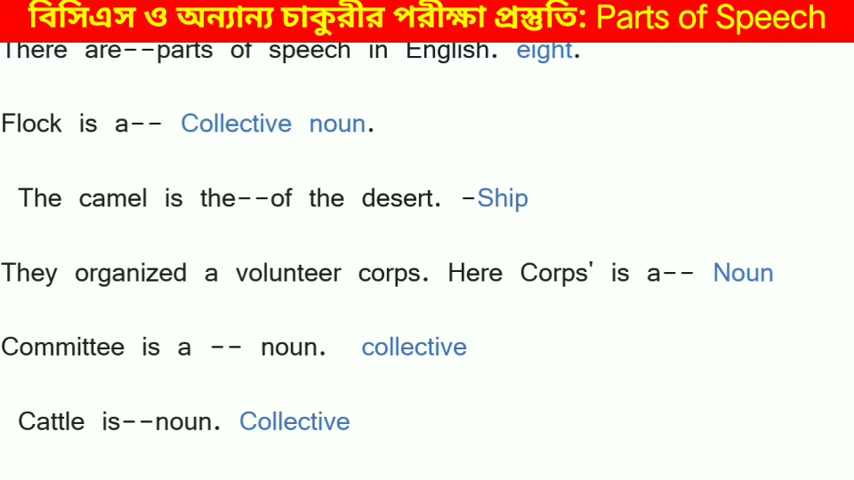 বিসিএস ও অন্যান্য চাকুরীর পরীক্ষা প্রস্তুতি: Parts of Speech
There are--parts of speech in English. eight.
Flock is a-- Collective noun.
The camel is the--of the desert. -Ship
They organized a volunteer corps. Here Corps' is a-- Noun
Committee is a -- noun. collective
Cattle is--noun. Collective